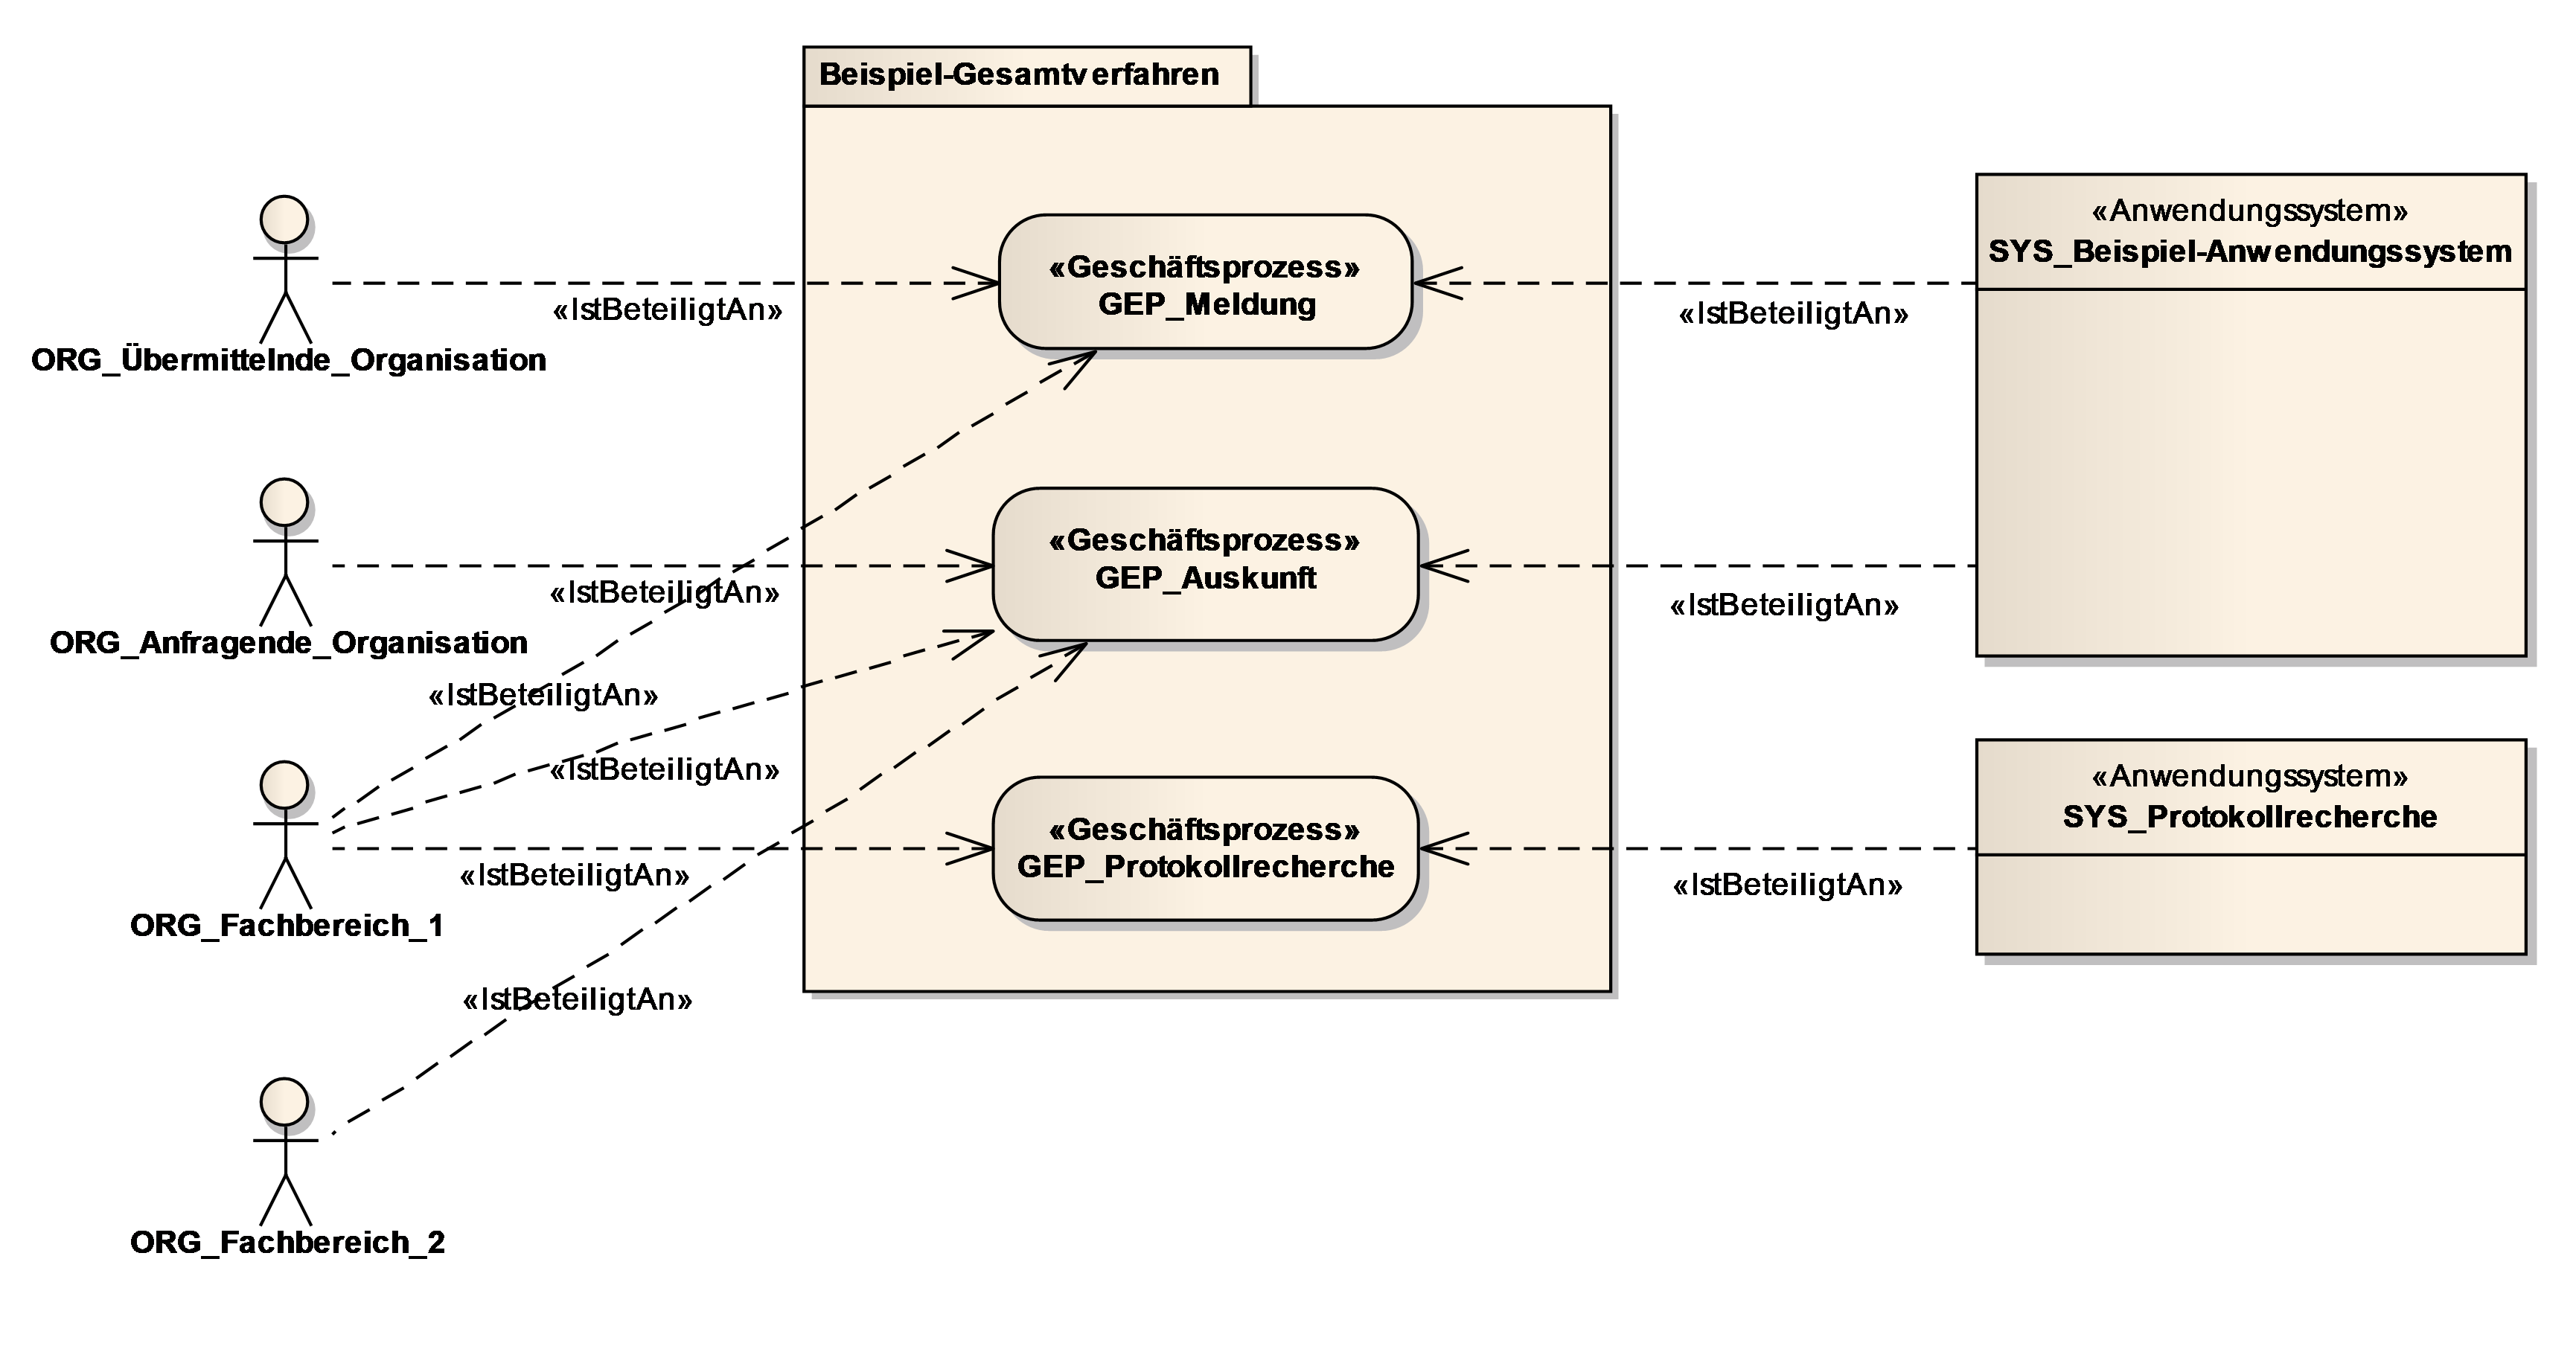 Beispiel-Gesamtverfahren
«Anwendungssystem»
SYS_Beispiel-Anwendungssystem
«Geschäftsprozess»
GEP_Meldung
«IstBeteiligtAn»
«IstBeteiligtAn»
ORG_Übermittelnde_Organisation
«Geschäftsprozess»
GEP_Auskunft
«IstBeteiligtAn»
«IstBeteiligtAn»
ORG_Anfragende_Organisation
«IstBeteiligtAn»
«IstBeteiligtAn»
«Anwendungssystem»
SYS_Protokollrecherche
«Geschäftsprozess»
GEP_Protokollrecherche
«IstBeteiligtAn»
«IstBeteiligtAn»
ORG_Fachbereich_1
«IstBeteiligtAn»
ORG_Fachbereich_2